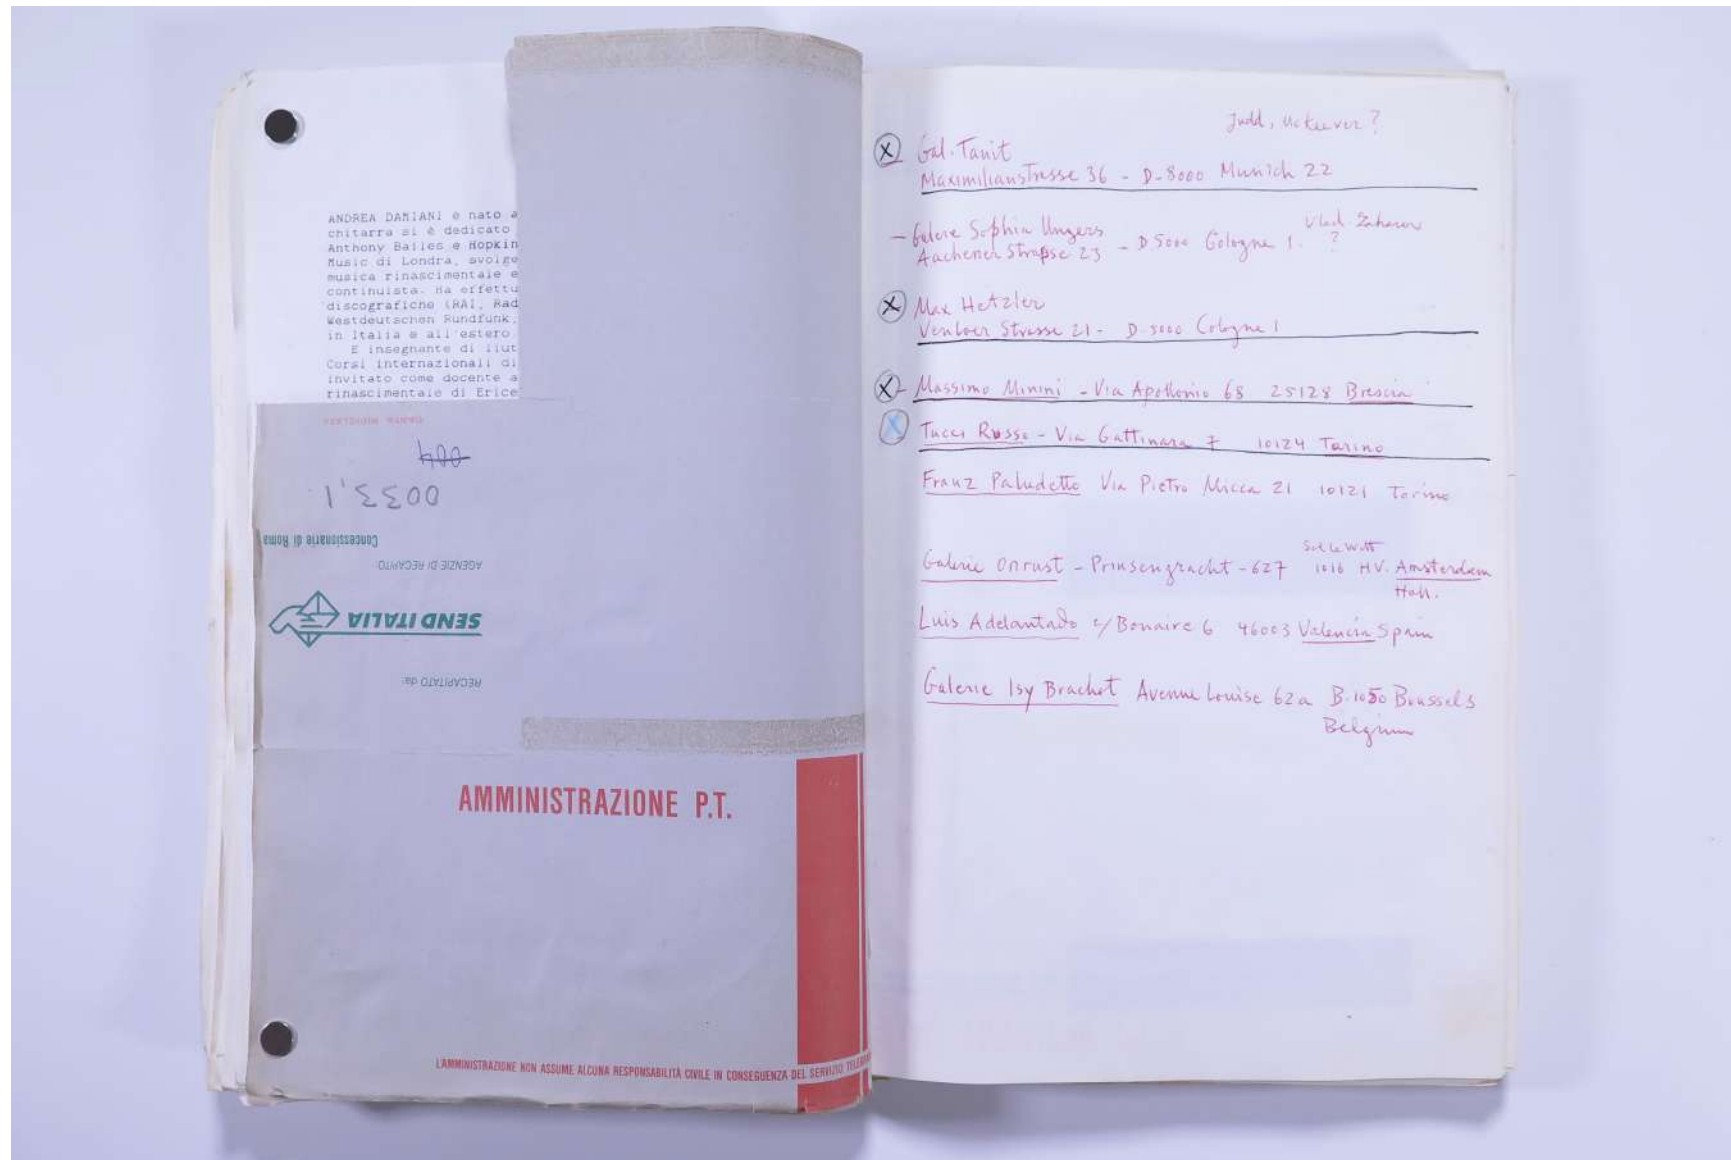 ANDREA DAMIANI è nato a
chitarra si è dedicato
Anthony Bailes e Hopkin
Music di Londra, svolge
musica rinascimentale e
continuista. Ha effettu
discografiche (RAI, Rad
Westdeutschen Rundfunk,
in Italia e all'estero.
E insegnante di liut
Corsi internazionali di
invitato come docente a
rinascimentale di Erice
400
Concessionarie di Roma
AGENZIE DI RECAPITO
SEND ITALIA
RECAPITATO da:
AMMINISTRAZIONE P.T.
L'AMMINISTRAZIONE NON ASSUME ALCUNA RESPONSABILITÀ CIVILE IN CONSEGUENZA DEL SERVIZIO
Judd, McKeever?
X Gal. Tanit
Maximilianstrasse 36 - D-8000 Munich 22
- Galerie Sophia Ungers Vlad. Zaharov
Aachener Strasse 23 - D 5000 Cologne 1. ?
X Max Hetzler
Venloer Strasse 21 - D 5000 Cologne 1
X - Massimo Minini - Via Apollonio 68 25128 Brescia
X Tucci Russo - Via Gattinara 7 10124 Torino
Franz Paludetto Via Pietro Micca 21 10121 Torino
Sol LeWitt
Galerie Onrust - Prinsengracht - 627 1016 HV. Amsterdam
Holl.
Luis Adelantado c/ Bonaire 6 46003 Valencia Spain
Galerie Isy Brachot Avenue Louise 62a B.1050 Brussels
Belgium